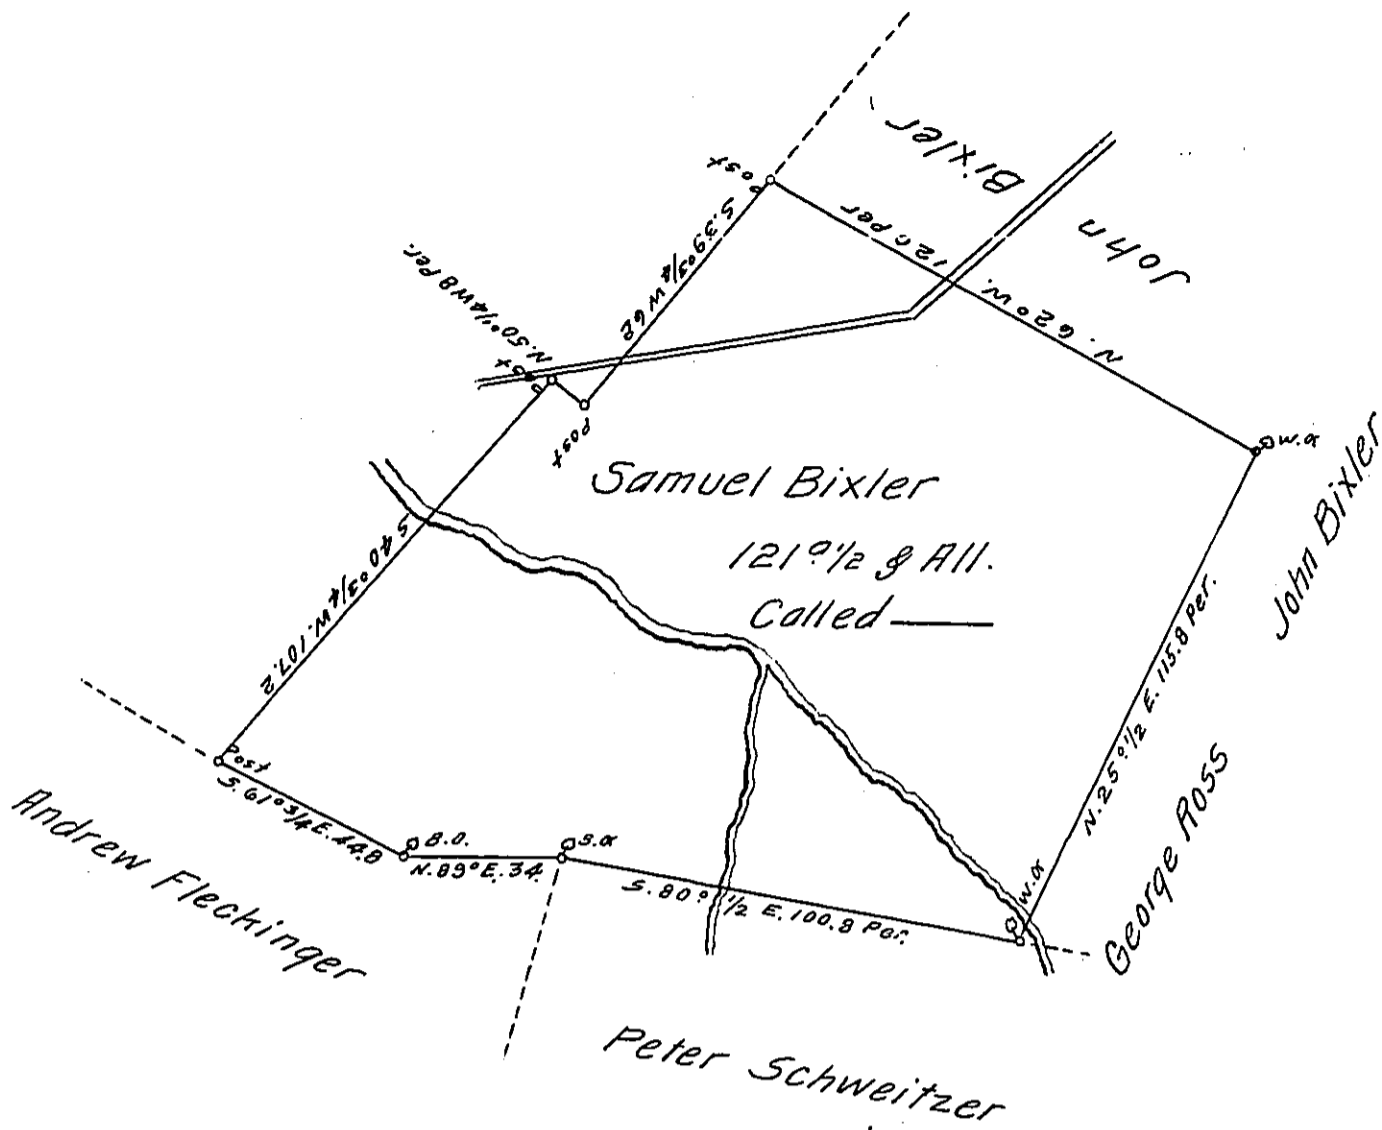 John
Bixler
Post
S.39°3/4 W 62
120 Per
N. 62° W.
N.50°1/4 W 8 Per.
Post
Post
W.O
Samuel Bixler
121 a 1/2 & All.
Called
John Bixler
S 40°3/4 W. 107.2
N. 25°1/2 E. 115.8 Per.
Post
S. 61°3/4 E. 44.8
B.O.
N. 89° E. 34.
S.O
S. 80° 1/2 E. 100.8 Per.
W.O
George Ross
Andrew Fleckinger
Peter Schweitzer